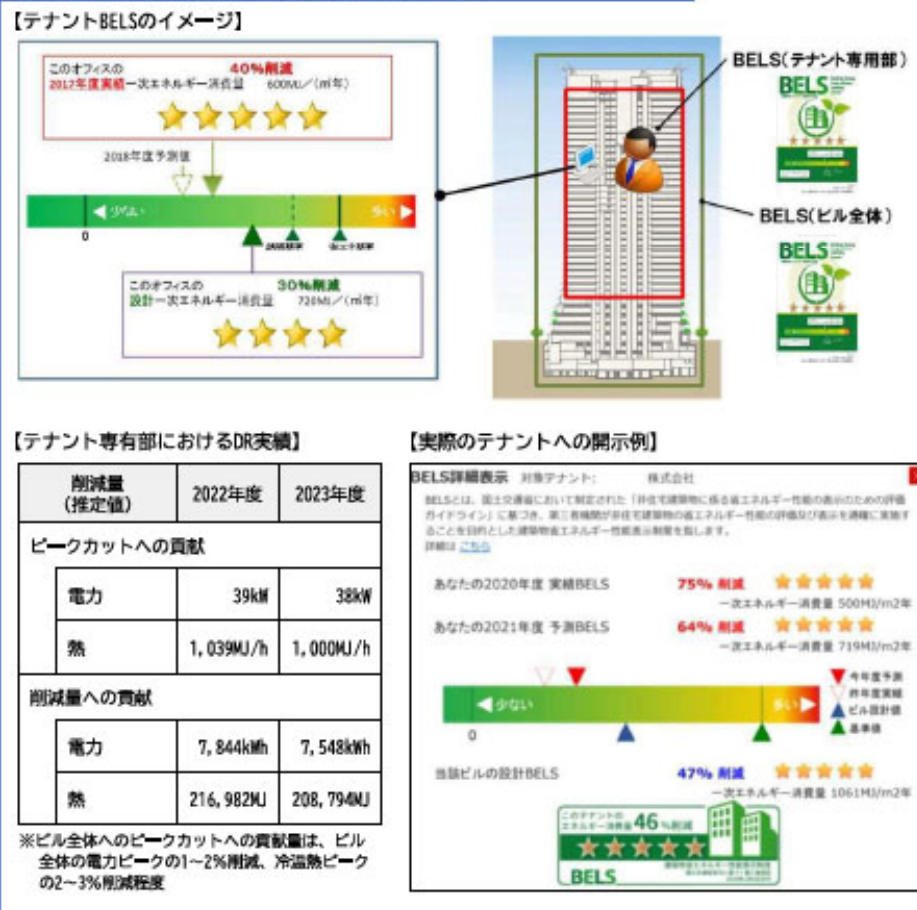 【テナントBELSのイメージ】
このオフィスの 40%削減
2017年度実績一次エネルギー消費量 600MJ/(㎡年)
2018年度予測値
少ない 多い
0 誘導基準 省エネ基準
このオフィスの 30%削減
設計一次エネルギー消費量 720MJ/(㎡年)
BELS(テナント専用部)
BELS
BELS(ビル全体)
BELS
【テナント専有部におけるDR実績】
削減量
(推定値) 2022年度 2023年度
ピークカットへの貢献
電力 39kW 38kW
熱 1,039MJ/h 1,000MJ/h
削減量への貢献
電力 7,844kWh 7,548kWh
熱 216,982MJ 208,794MJ
※ビル全体へのピークカットへの貢献量は、ビル
全体の電力ピークの1~2%削減、冷温熱ピーク
の2~3%削減程度
【実際のテナントへの開示例】
BELS詳細表示 対象テナント: 株式会社
BELSとは、国土交通省において制定された「非住宅建築物に係る省エネルギー性能の表示のための評価
ガイドライン」に基づき、第三者機関が非住宅建築物の省エネルギー性能の評価及び表示を適確に実施す
ることを目的とした建築物省エネルギー性能表示制度を指します。
詳細は こちら
あなたの2020年度 実績BELS 75% 削減
一次エネルギー消費量 500MJ/m2年
あなたの2021年度 予測BELS 64% 削減
一次エネルギー消費量 719MJ/m2年
少ない 多い
0
今年度予測
昨年度実績
ビル設計値
基準値
当該ビルの設計BELS 47% 削減
一次エネルギー消費量 1061MJ/m2年
このテナントの
エネルギー消費量 46 %削減
BELS